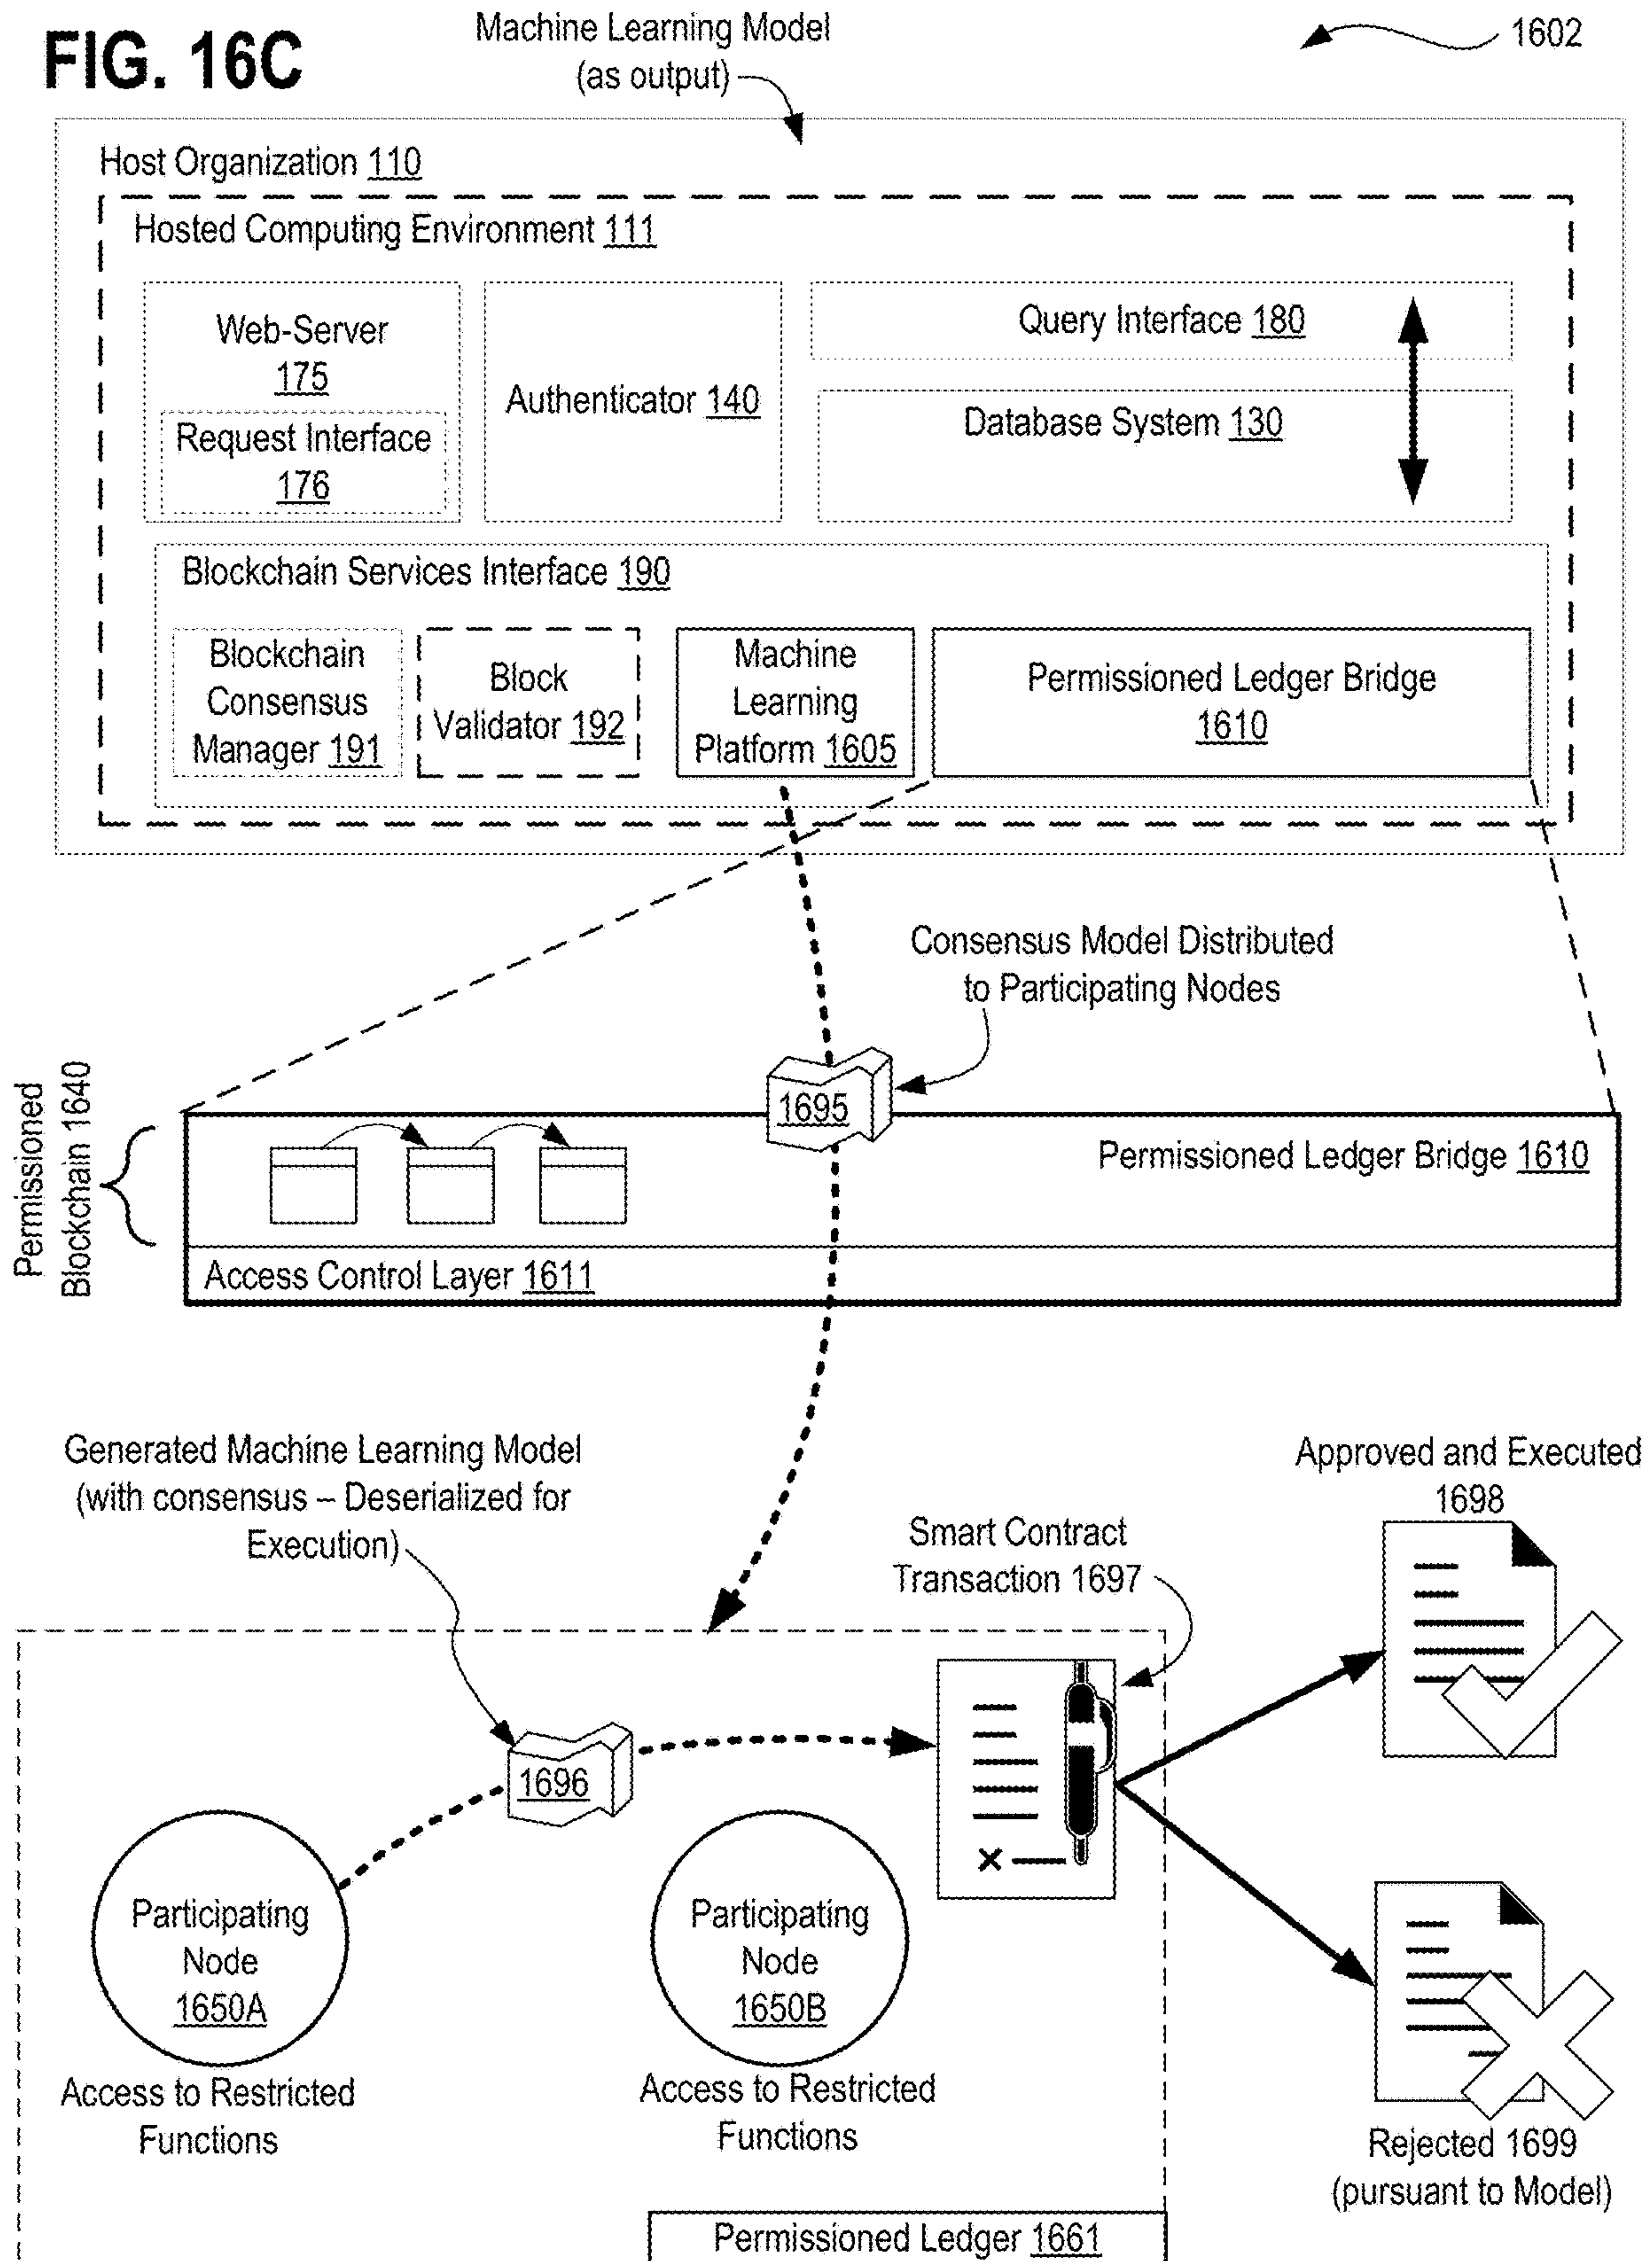 FIG. 16C
Machine Learning Model
(as output)
1602
Host Organization 110
Hosted Computing Environment 111
Web-Server
175
Request Interface
176
Authenticator 140
Query Interface 180
Database System 130
Blockchain Services Interface 190
Blockchain
Consensus
Manager 191
Block
Validator 192
Machine
Learning
Platform 1605
Permissioned Ledger Bridge
1610
Consensus Model Distributed
to Participating Nodes
1695
Permissioned
Blockchain 1640
Permissioned Ledger Bridge 1610
Access Control Layer 1611
Generated Machine Learning Model
(with consensus – Deserialized for
Execution)
Smart Contract
Transaction 1697
Approved and Executed
1698
1696
Participating
Node
1650A
Access to Restricted
Functions
Participating
Node
1650B
Access to Restricted
Functions
Rejected 1699
(pursuant to Model)
Permissioned Ledger 1661